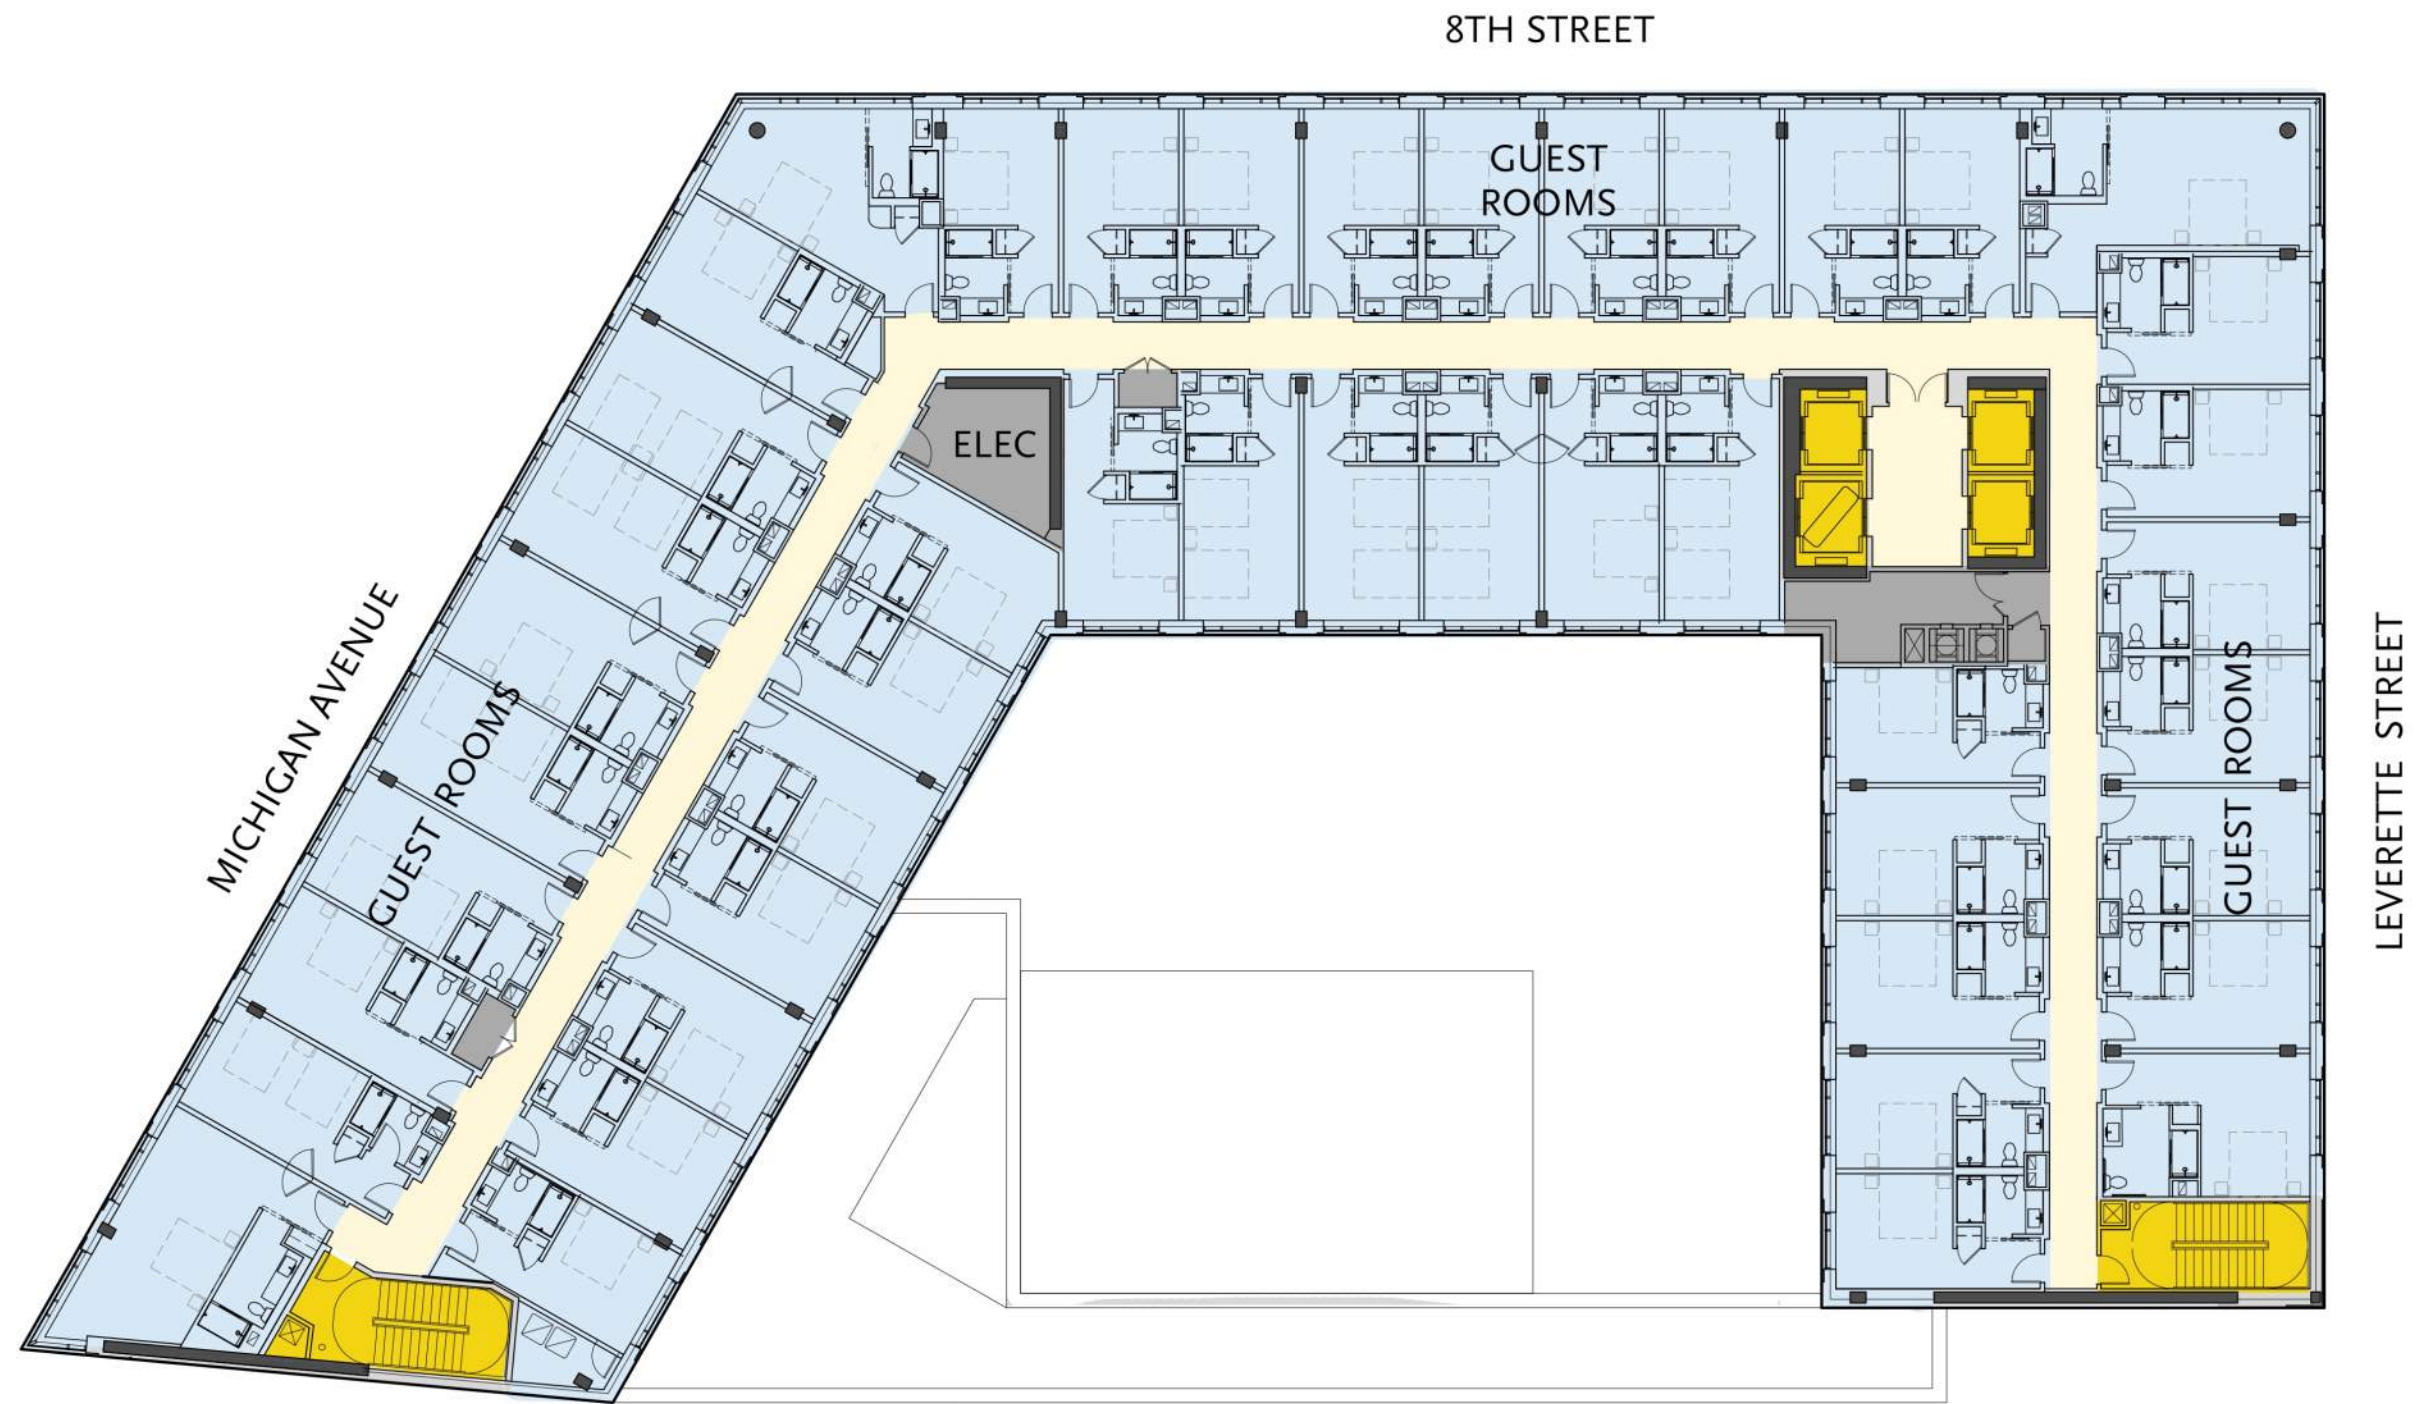 8TH STREET
GUEST
ROOMS
ELEC
MICHIGAN AVENUE
GUEST ROOMS
GUEST ROOMS
LEVERETTE STREET